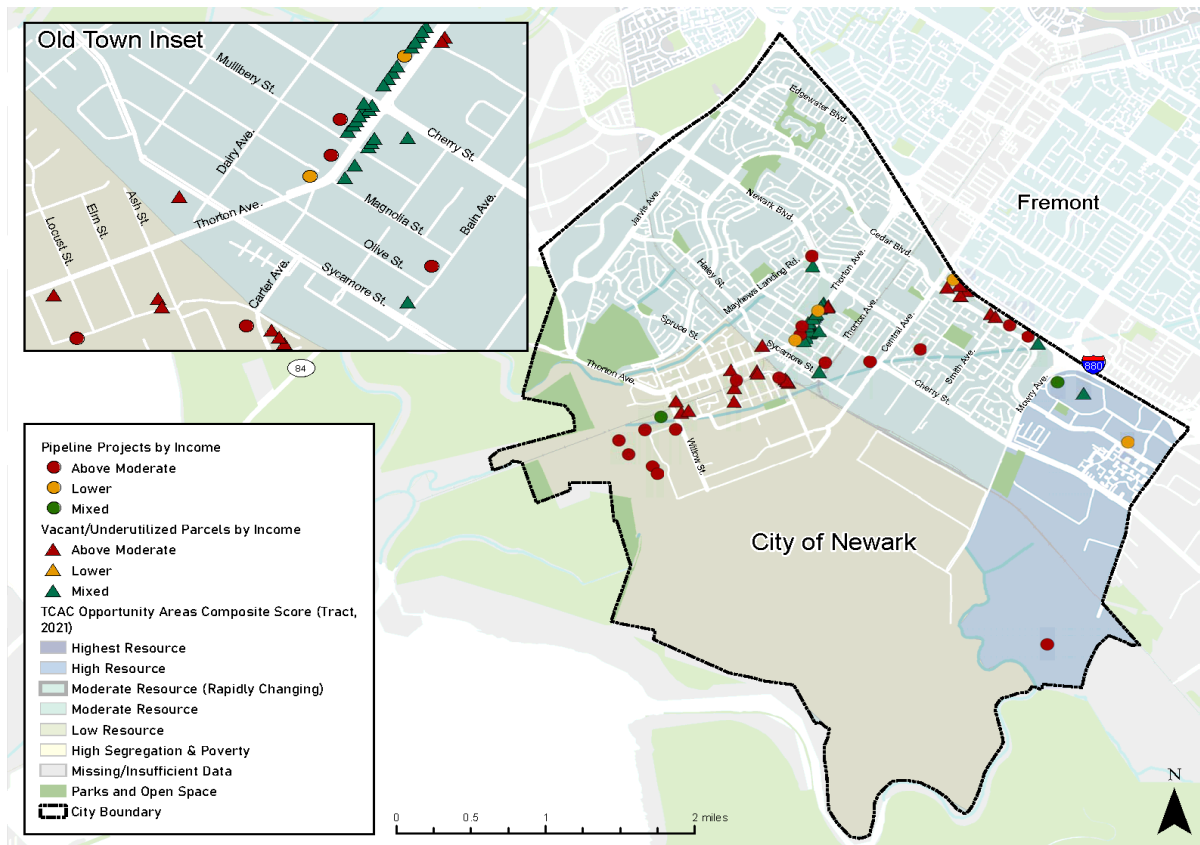 Old Town Inset
Mullibery St.
Dairy Ave.
Cherry St.
Thorton Ave.
Magnolia St.
Bain Ave.
Ash St.
Elm St.
Locust St.
Olive St.
Sycamore St.
Carter Ave.
84
Edgewater Blvd.
Jarvis Ave.
Newark Blvd.
Fremont
Cedar Blvd.
Haley St.
Mayhews Landing Rd.
Thorton Ave.
Thorton Ave.
Spruce St.
Central Ave.
Sycamore St.
Smith Ave.
Thorton Ave.
Cherry St.
Mowry Ave.
880
Willow St.
City of Newark
Pipeline Projects by Income
Above Moderate
Lower
Mixed
Vacant/Underutilized Parcels by Income
Above Moderate
Lower
Mixed
TCAC Opportunity Areas Composite Score (Tract,
2021)
Highest Resource
High Resource
Moderate Resource (Rapidly Changing)
Moderate Resource
Low Resource
High Segregation & Poverty
Missing/Insufficient Data
Parks and Open Space
City Boundary
0 0.5 1 2 miles
N